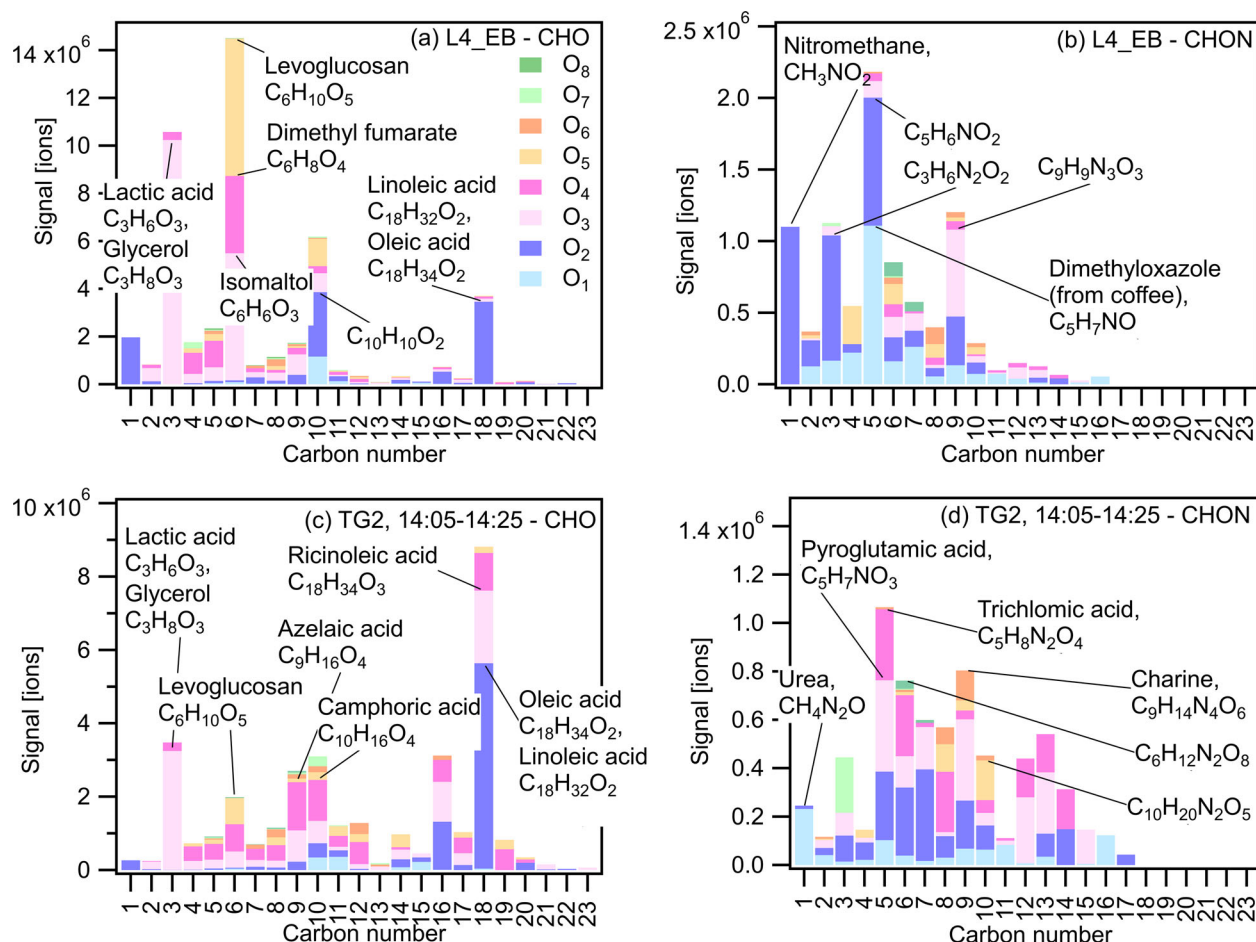 14 x10⁶
12
10
8
6
4
2
0
Signal [ions]
(a) L4_EB - CHO
Levoglucosan
C₆H₁₀O₅
Dimethyl fumarate
C₆H₈O₄
Lactic acid
C₃H₆O₃,
Glycerol
C₃H₈O₃
Isomaltol
C₆H₆O₃
Linoleic acid
C₁₈H₃₂O₂,
Oleic acid
C₁₈H₃₄O₂
C₁₀H₁₀O₂
O₈
O₇
O₆
O₅
O₄
O₃
O₂
O₁
1 2 3 4 5 6 7 8 9 10 11 12 13 14 15 16 17 18 19 20 21 22 23
Carbon number
2.5 x10⁶
2.0
1.5
1.0
0.5
0.0
Signal [ions]
(b) L4_EB - CHON
Nitromethane,
CH₃NO₂
C₅H₆NO₂
C₃H₆N₂O₂
C₉H₉N₃O₃
Dimethyloxazole
(from coffee),
C₅H₇NO
1 2 3 4 5 6 7 8 9 10 11 12 13 14 15 16 17 18 19 20 21 22 23
Carbon number
10 x10⁶
8
6
4
2
0
Signal [ions]
(c) TG2, 14:05-14:25 - CHO
Lactic acid
C₃H₆O₃,
Glycerol
C₃H₈O₃
Levoglucosan
C₆H₁₀O₅
Ricinoleic acid
C₁₈H₃₄O₃
Azelaic acid
C₉H₁₆O₄
Camphoric acid
C₁₀H₁₆O₄
Oleic acid
C₁₈H₃₄O₂,
Linoleic acid
C₁₈H₃₂O₂
1 2 3 4 5 6 7 8 9 10 11 12 13 14 15 16 17 18 19 20 21 22 23
Carbon number
1.4 x10⁶
1.2
1.0
0.8
0.6
0.4
0.2
0.0
Signal [ions]
(d) TG2, 14:05-14:25 - CHON
Pyroglutamic acid,
C₅H₇NO₃
Trichlomic acid,
C₅H₈N₂O₄
Urea,
CH₄N₂O
Charine,
C₉H₁₄N₄O₆
C₆H₁₂N₂O₈
C₁₀H₂₀N₂O₅
1 2 3 4 5 6 7 8 9 10 11 12 13 14 15 16 17 18 19 20 21 22 23
Carbon number